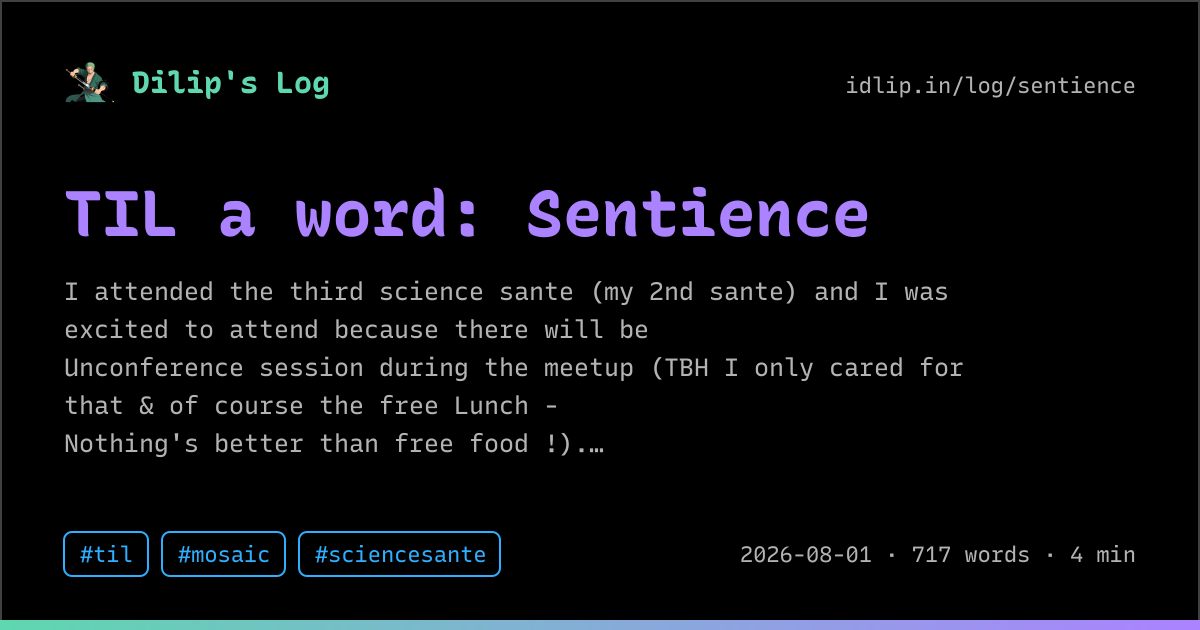 Dilip's Log
idlip.in/log/sentience
TIL a word: Sentience
I attended the third science sante (my 2nd sante) and I was
excited to attend because there will be
Unconference session during the meetup (TBH I only cared for
that & of course the free Lunch -
Nothing's better than free food !).…
#til
#mosaic
#sciencesante
2026-08-01 · 717 words · 4 min